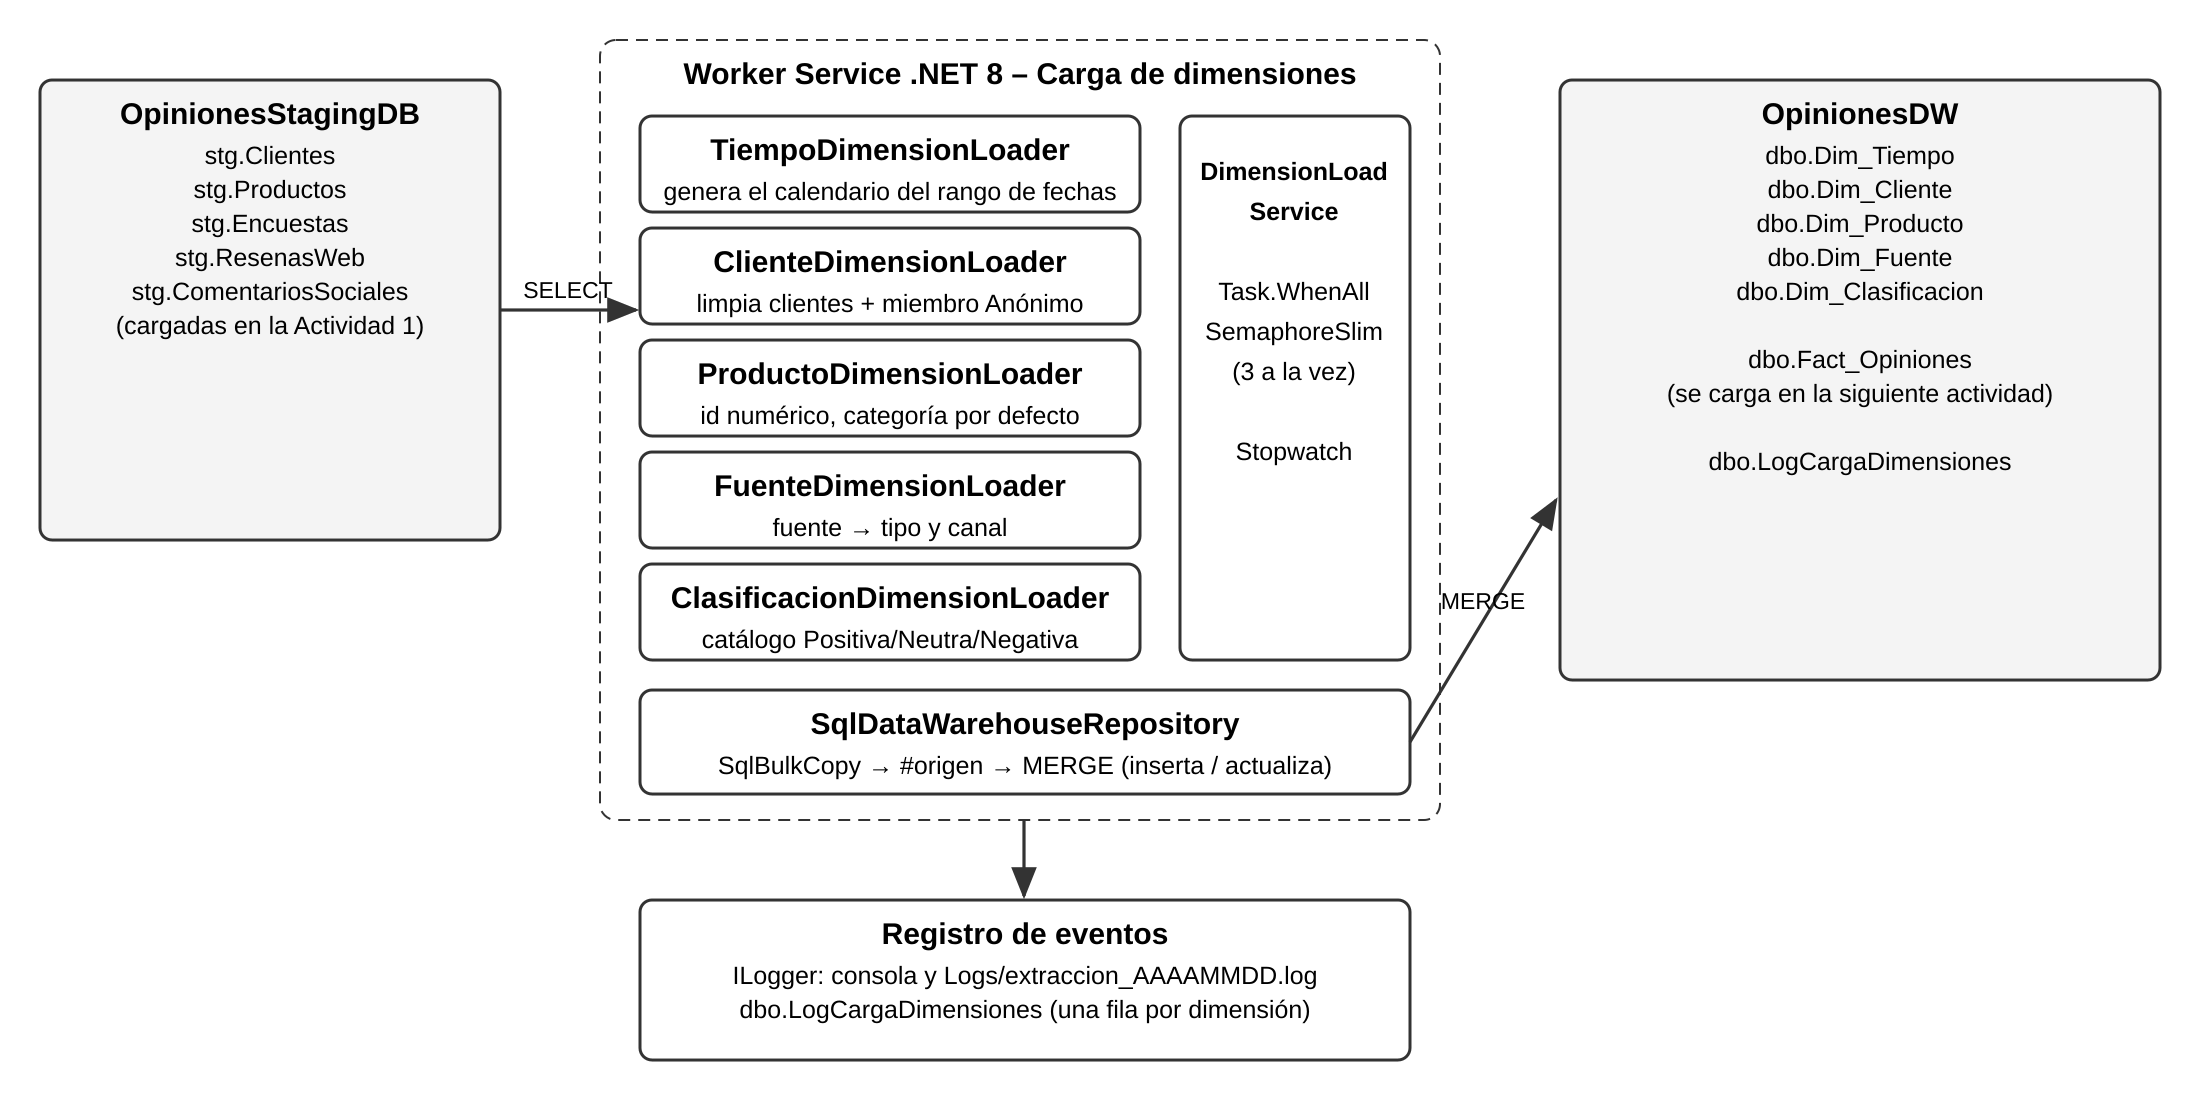 OpinionesStagingDB
stg.Clientes
stg.Productos
stg.Encuestas
stg.ResenasWeb
stg.ComentariosSociales
(cargadas en la Actividad 1)
SELECT
Worker Service .NET 8 – Carga de dimensiones
TiempoDimensionLoader
genera el calendario del rango de fechas
ClienteDimensionLoader
limpia clientes + miembro Anónimo
ProductoDimensionLoader
id numérico, categoría por defecto
FuenteDimensionLoader
fuente → tipo y canal
ClasificacionDimensionLoader
catálogo Positiva/Neutra/Negativa
DimensionLoad
Service
Task.WhenAll
SemaphoreSlim
(3 a la vez)
Stopwatch
SqlDataWarehouseRepository
SqlBulkCopy → #origen → MERGE (inserta / actualiza)
MERGE
OpinionesDW
dbo.Dim_Tiempo
dbo.Dim_Cliente
dbo.Dim_Producto
dbo.Dim_Fuente
dbo.Dim_Clasificacion
dbo.Fact_Opiniones
(se carga en la siguiente actividad)
dbo.LogCargaDimensiones
Registro de eventos
ILogger: consola y Logs/extraccion_AAAAMMDD.log
dbo.LogCargaDimensiones (una fila por dimensión)